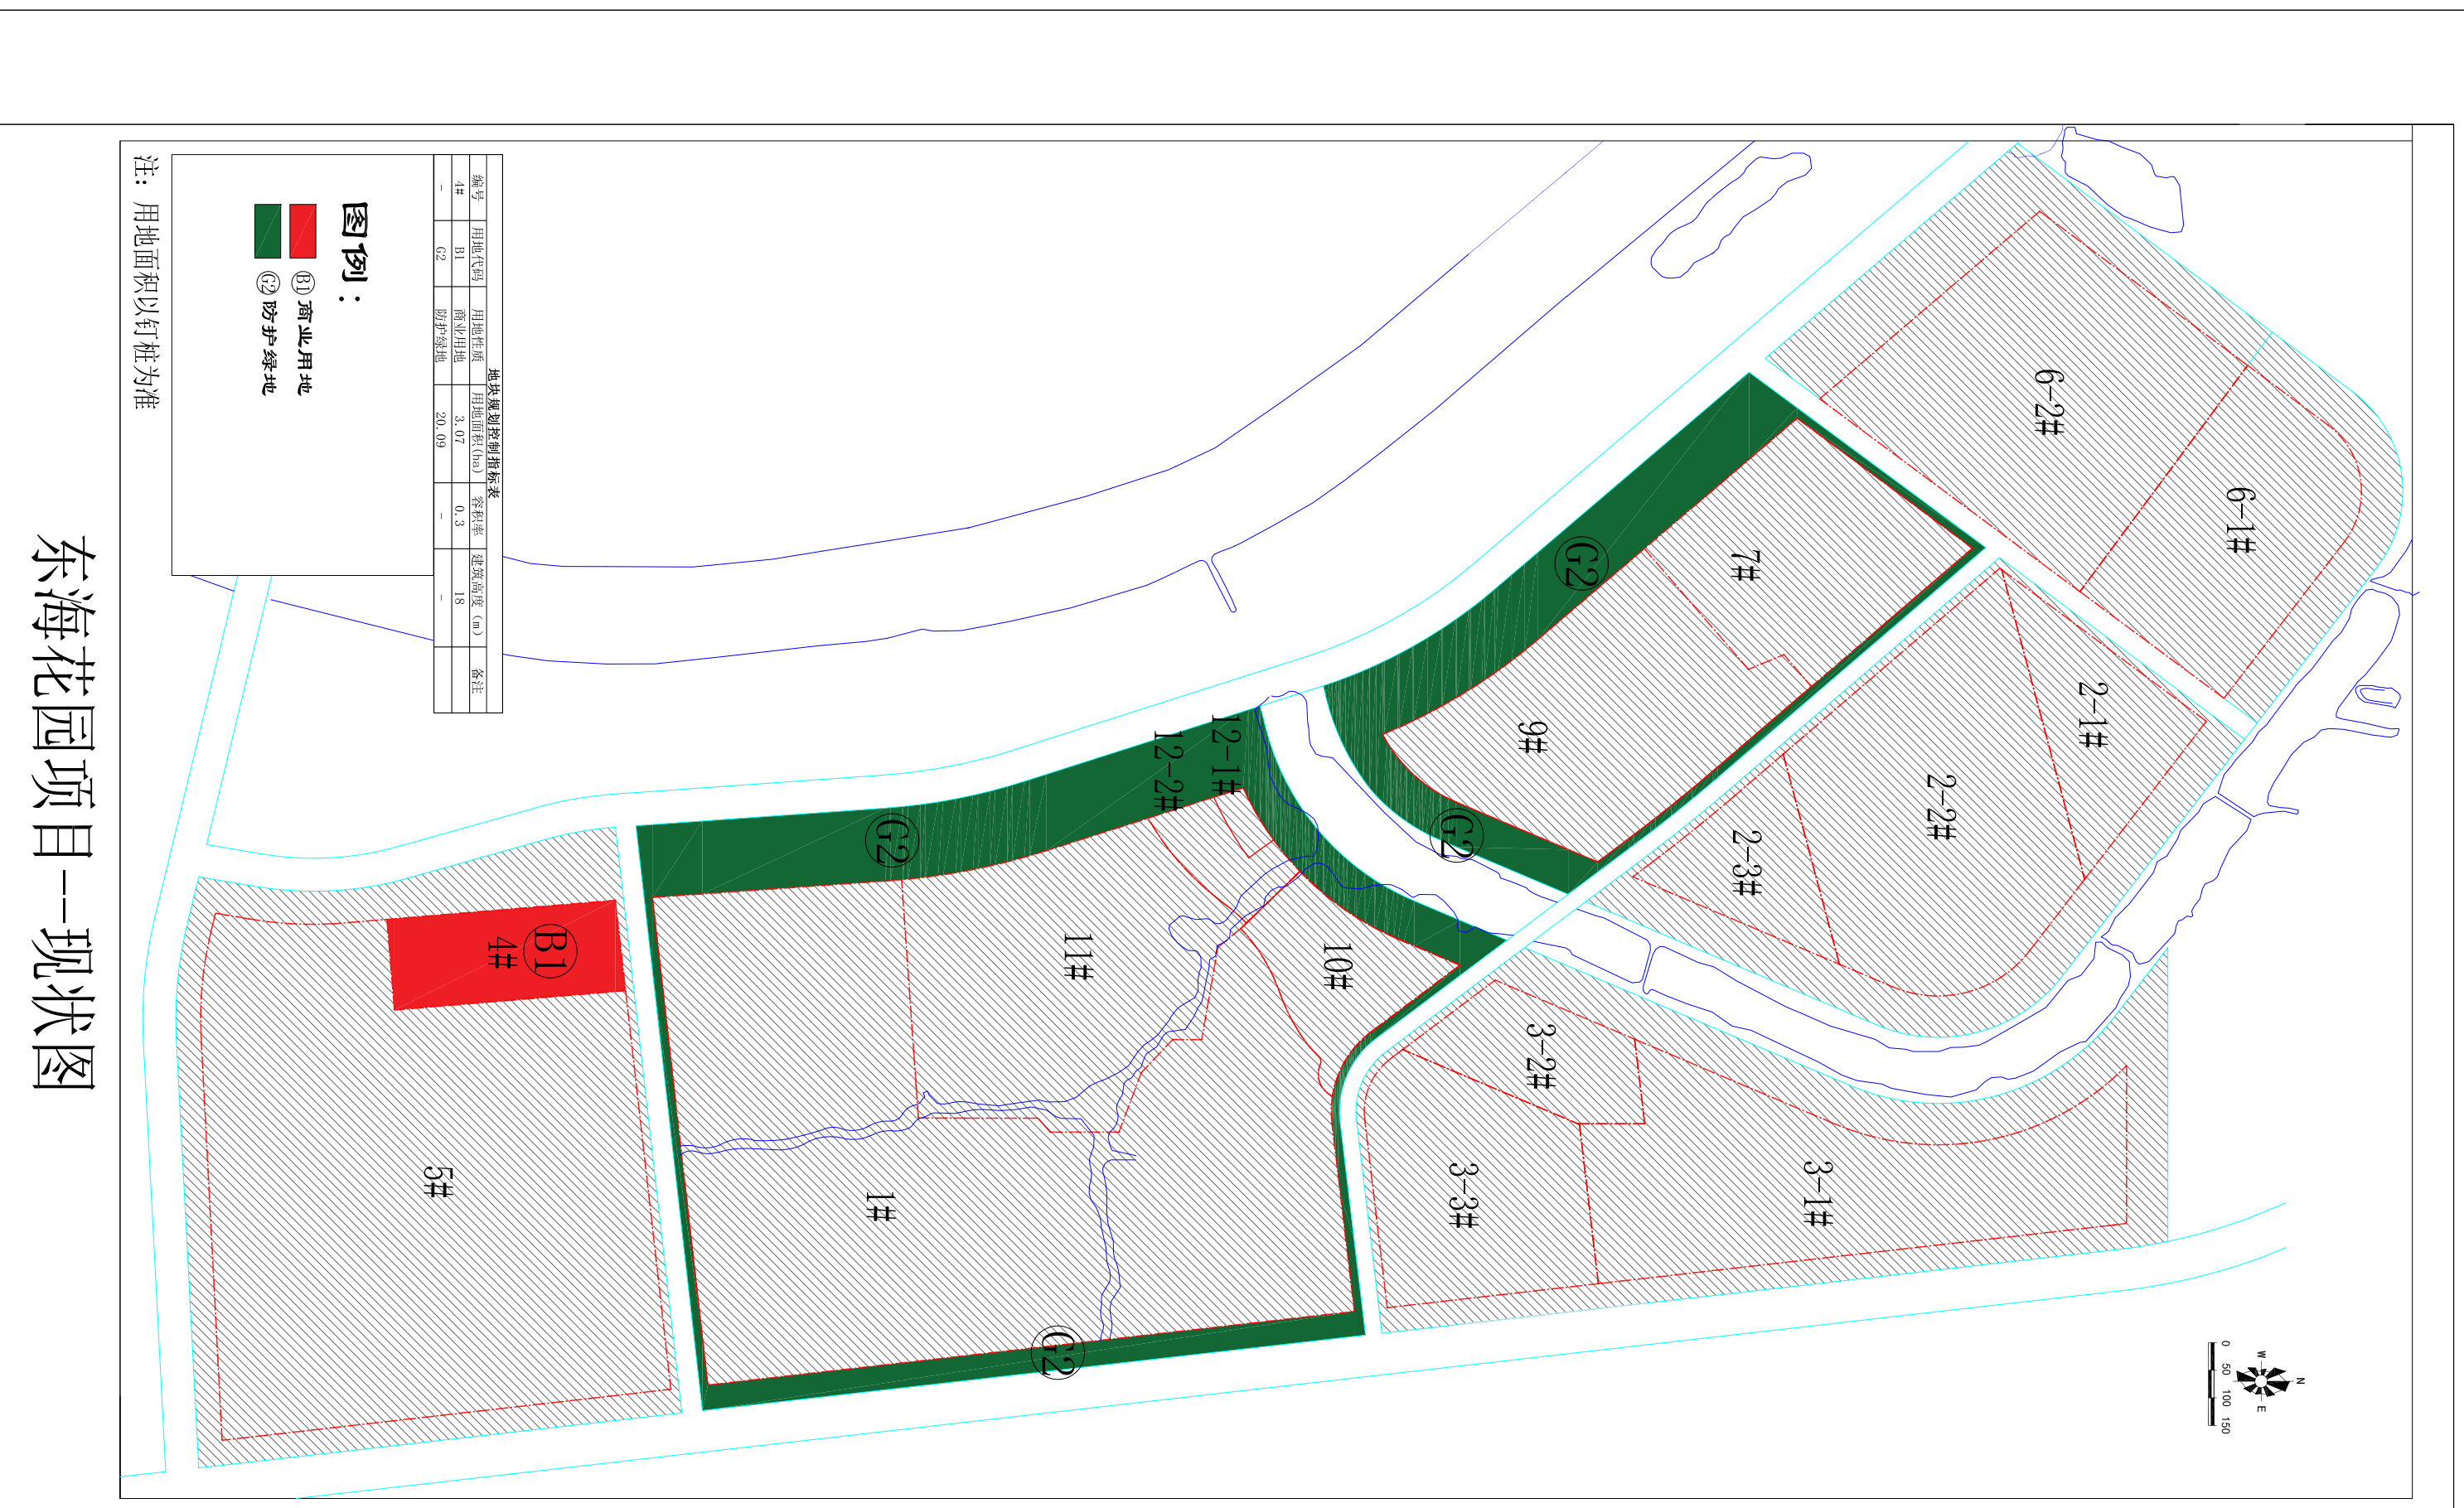 东海花园项目--现状图
地块规划控制指标表
编号 用地代码 用地性质 用地面积(ha) 容积率 建筑高度(m) 备注
4# B1 商业用地 3.07 0.3 18
- G2 防护绿地 20.09 - -
图例：
B1 商业用地
G2 防护绿地
注：用地面积以钉桩为准
6-2#
6-1#
7#
G2
9#
G2
2-1#
2-2#
2-3#
12-1#
12-2#
G2
11#
10#
B1
4#
3-2#
3-3#
3-1#
5#
1#
G2
N
W
E
0 50 100 150